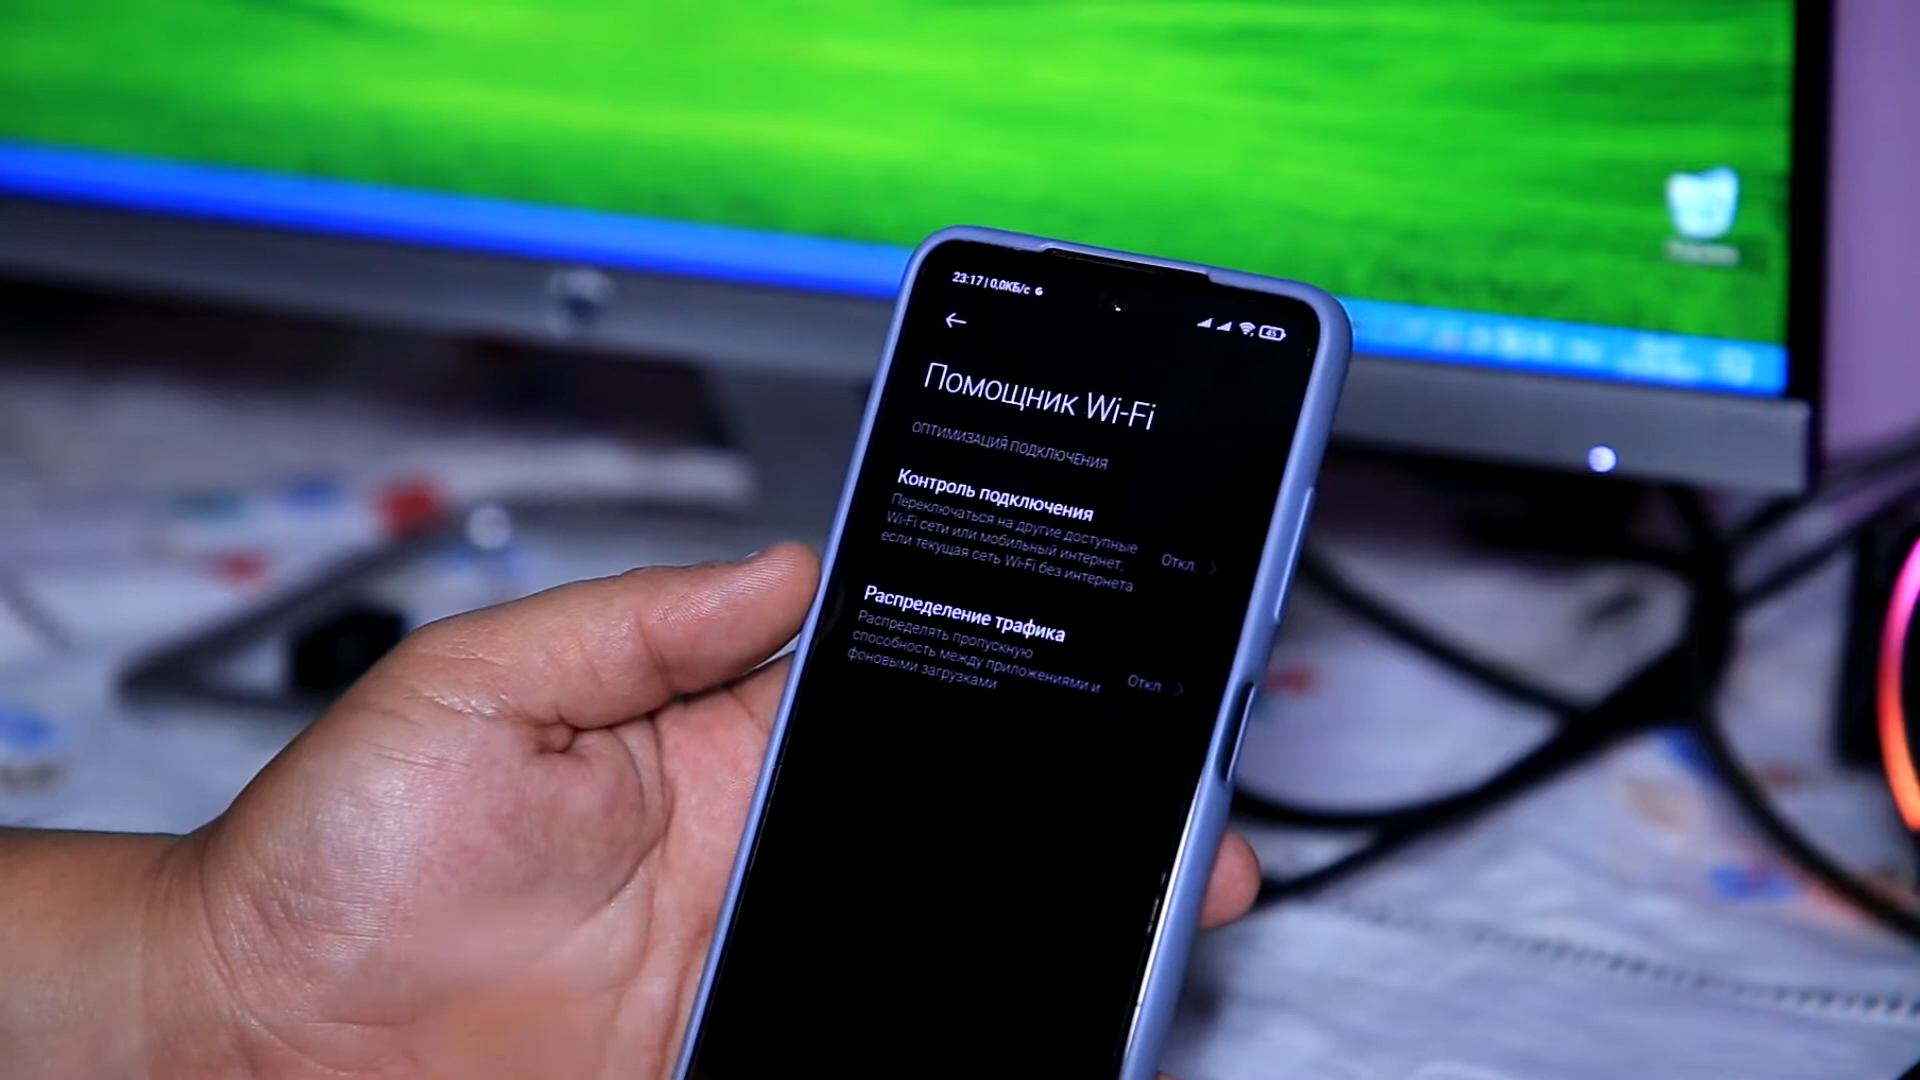 23:17 | 0,0КБ/с
45
Помощник Wi-Fi
ОПТИМИЗАЦИЯ ПОДКЛЮЧЕНИЯ
Контроль подключения
Переключаться на другие доступные
Wi-Fi сети или мобильный интернет,
если текущая сеть Wi-Fi без интернета
Откл.
Распределение трафика
Распределять пропускную
способность между приложениями и
фоновыми загрузками
Откл.